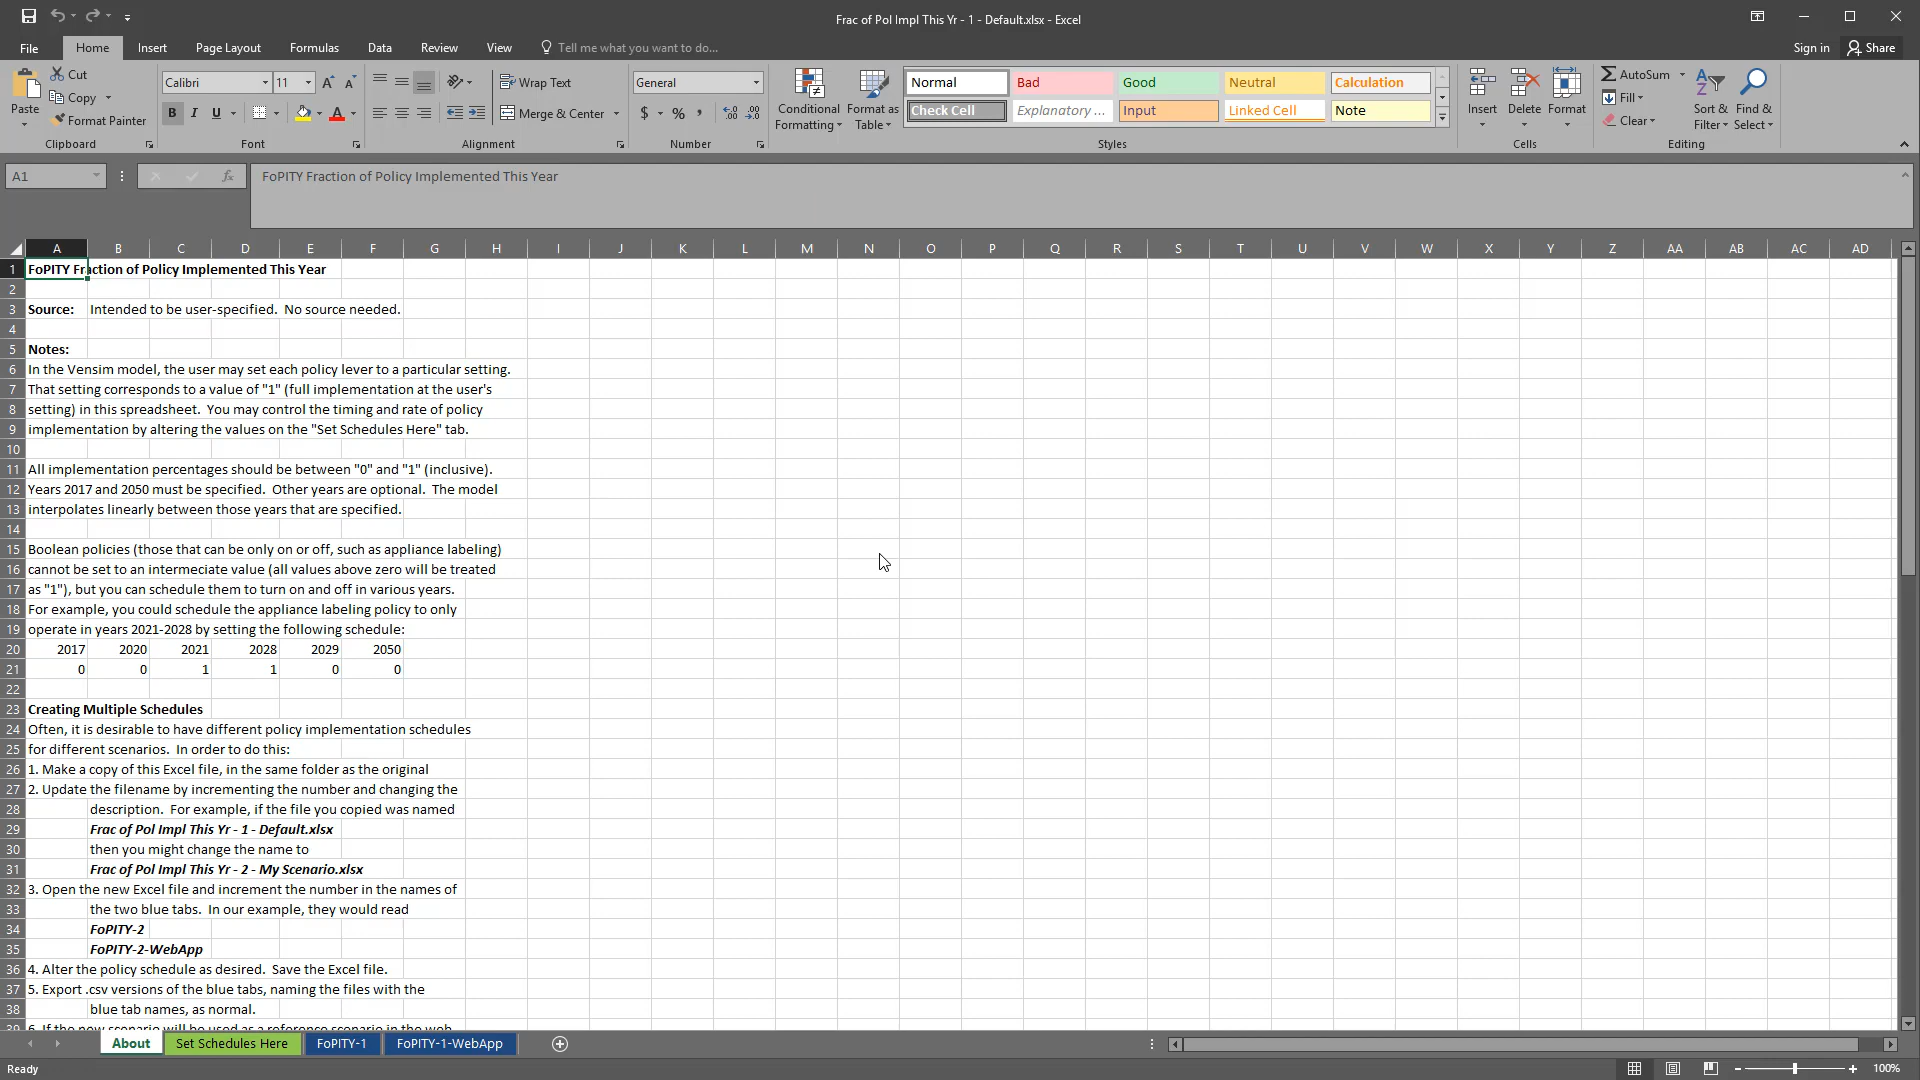 Frac of Pol Impl This Yr - 1 - Default.xlsx - Excel
File Home Insert Page Layout Formulas Data Review View Tell me what you want to do... Sign in Share
Paste
Cut
Copy
Format Painter
Clipboard
Calibri 11
B I U
Font
Wrap Text
Merge & Center
Alignment
General
$ % ,
Number
Conditional Formatting
Format as Table
Normal Bad Good Neutral Calculation
Check Cell Explanatory ... Input Linked Cell Note
Styles
Insert Delete Format
Cells
AutoSum
Fill
Clear
Sort & Filter
Find & Select
Editing
A1 fx FoPITY Fraction of Policy Implemented This Year
A B C D E F G H I J K L M N O P Q R S T U V W X Y Z AA AB AC AD
1 FoPITY Fraction of Policy Implemented This Year
2
3 Source: Intended to be user-specified. No source needed.
4
5 Notes:
6 In the Vensim model, the user may set each policy lever to a particular setting.
7 That setting corresponds to a value of "1" (full implementation at the user's
8 setting) in this spreadsheet. You may control the timing and rate of policy
9 implementation by altering the values on the "Set Schedules Here" tab.
10
11 All implementation percentages should be between "0" and "1" (inclusive).
12 Years 2017 and 2050 must be specified. Other years are optional. The model
13 interpolates linearly between those years that are specified.
14
15 Boolean policies (those that can be only on or off, such as appliance labeling)
16 cannot be set to an intermeciate value (all values above zero will be treated
17 as "1"), but you can schedule them to turn on and off in various years.
18 For example, you could schedule the appliance labeling policy to only
19 operate in years 2021-2028 by setting the following schedule:
20 2017 2020 2021 2028 2029 2050
21 0 0 1 1 0 0
22
23 Creating Multiple Schedules
24 Often, it is desirable to have different policy implementation schedules
25 for different scenarios. In order to do this:
26 1. Make a copy of this Excel file, in the same folder as the original
27 2. Update the filename by incrementing the number and changing the
28 description. For example, if the file you copied was named
29 Frac of Pol Impl This Yr - 1 - Default.xlsx
30 then you might change the name to
31 Frac of Pol Impl This Yr - 2 - My Scenario.xlsx
32 3. Open the new Excel file and increment the number in the names of
33 the two blue tabs. In our example, they would read
34 FoPITY-2
35 FoPITY-2-WebApp
36 4. Alter the policy schedule as desired. Save the Excel file.
37 5. Export .csv versions of the blue tabs, naming the files with the
38 blue tab names, as normal.
39 6. If the new scenario will be used as a reference scenario in the web
About Set Schedules Here FoPITY-1 FoPITY-1-WebApp
Ready 100%